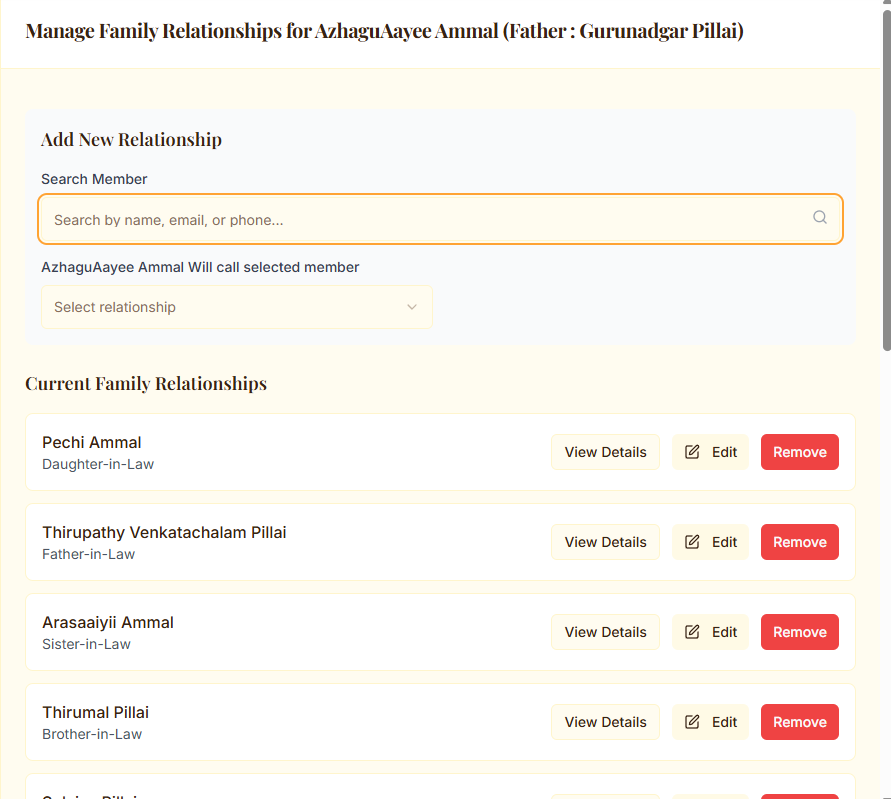 Manage Family Relationships for AzhaguAayee Ammal (Father : Gurunadgar Pillai)
Add New Relationship
Search Member
Search by name, email, or phone...
AzhaguAayee Ammal Will call selected member
Select relationship
Current Family Relationships
Pechi Ammal
Daughter-in-Law
View Details Edit Remove
Thirupathy Venkatachalam Pillai
Father-in-Law
View Details Edit Remove
Arasaaiyii Ammal
Sister-in-Law
View Details Edit Remove
Thirumal Pillai
Brother-in-Law
View Details Edit Remove